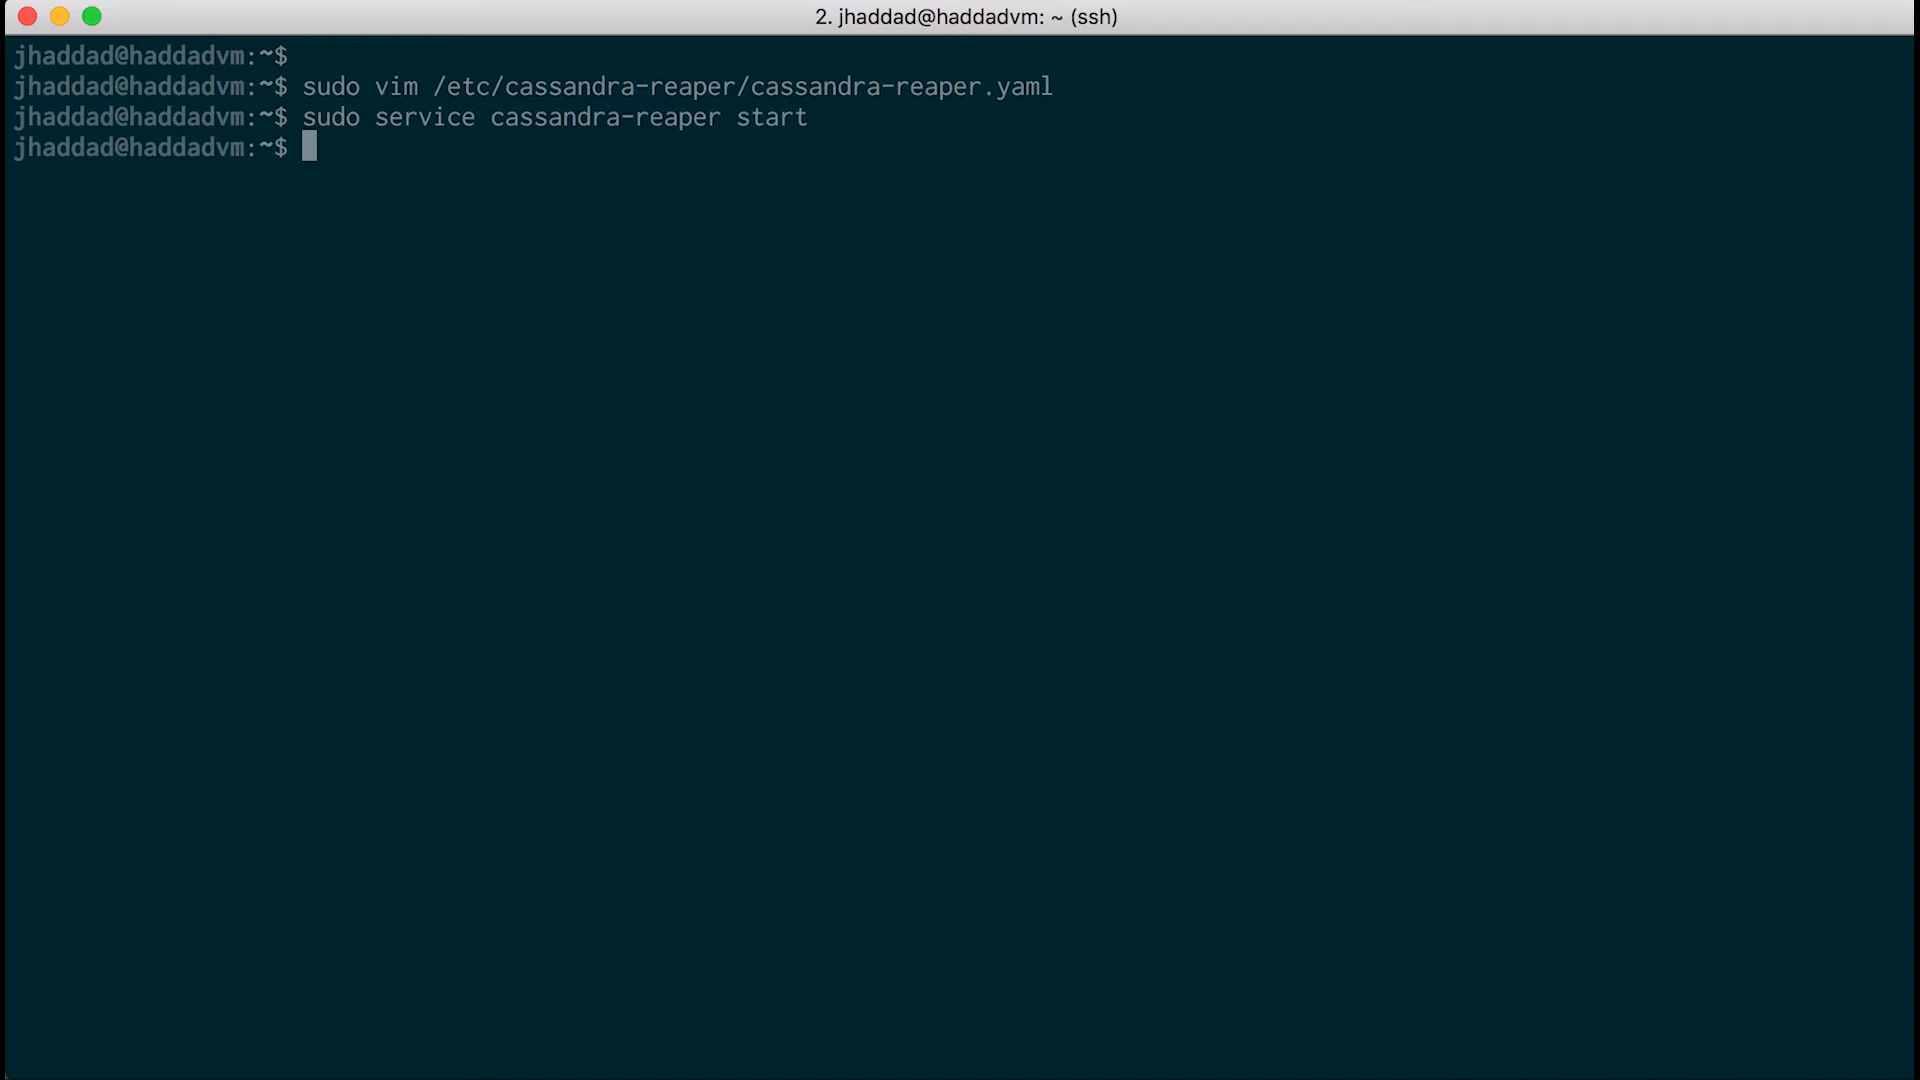 2. jhaddad@haddadvm: ~ (ssh)
jhaddad@haddadvm:~$
jhaddad@haddadvm:~$ sudo vim /etc/cassandra-reaper/cassandra-reaper.yaml
jhaddad@haddadvm:~$ sudo service cassandra-reaper start
jhaddad@haddadvm:~$